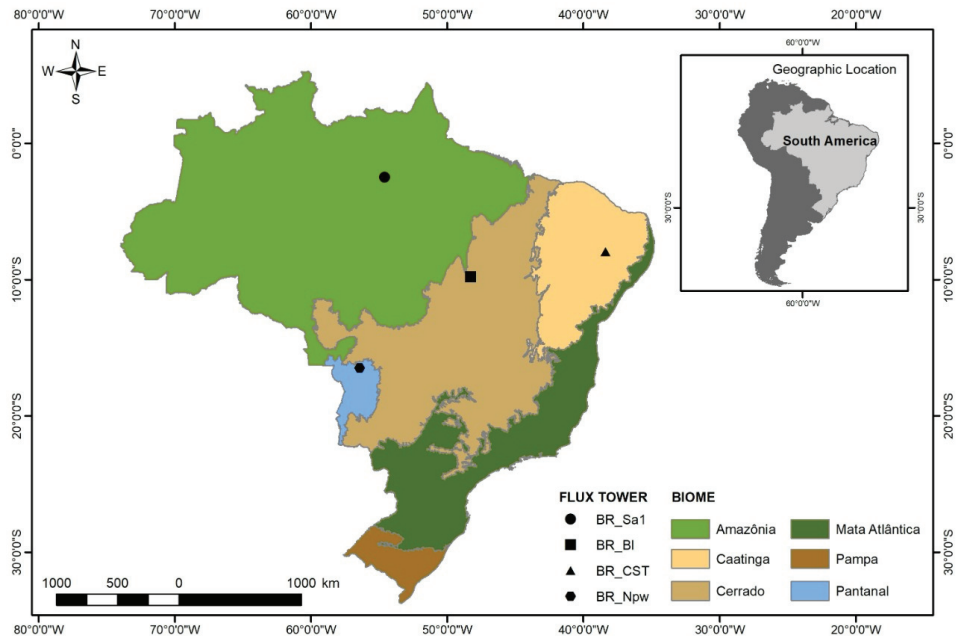 80°0'0"W 70°0'0"W 60°0'0"W 50°0'0"W 40°0'0"W 30°0'0"W 20°0'0"W
N
W E
S
60°0'0"W
Geographic Location
South America
30°0'0"S 30°0'0"S
60°0'0"W
0°0'0" 0°0'0"
10°0'0"S 10°0'0"S
20°0'0"S 20°0'0"S
30°0'0"S 30°0'0"S
FLUX TOWER BIOME
BR_Sa1 Amazônia Mata Atlântica
BR_BI Caatinga Pampa
BR_CST Cerrado Pantanal
BR_Npw
1000 500 0 1000 km
80°0'0"W 70°0'0"W 60°0'0"W 50°0'0"W 40°0'0"W 30°0'0"W 20°0'0"W